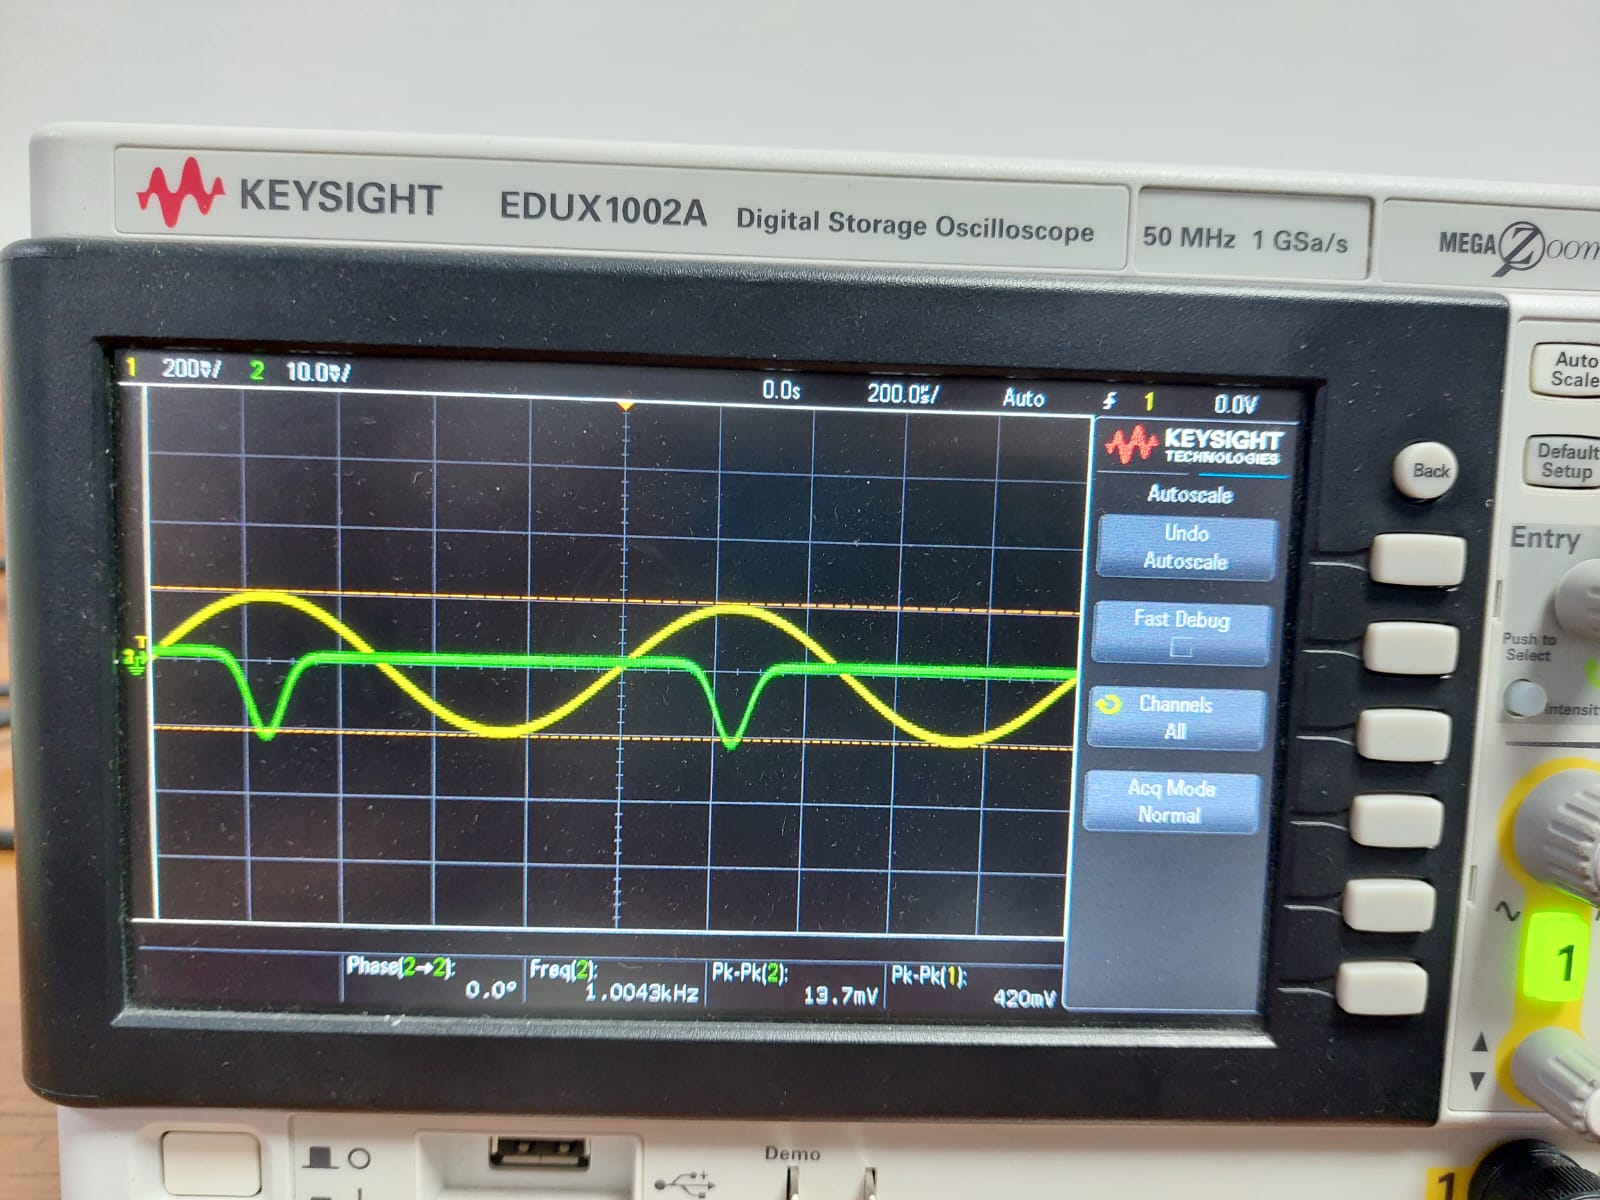 KEYSIGHT EDUX1002A Digital Storage Oscilloscope 50 MHz 1 GSa/s MEGA Zoom
1 200mV/ 2 10.0mV/ 0.0s 200.0us/ Auto 1 0.0V
KEYSIGHT
TECHNOLOGIES
Autoscale
Undo
Autoscale
Fast Debug
Channels
All
Acq Mode
Normal
T
Phase(2→2):
0.0°
Freq(2):
1.0043kHz
Pk-Pk(2):
13.7mV
Pk-Pk(1):
420mV
Back
Auto
Scale
Default
Setup
Entry
Push to
Select
Intensit
1
Demo
1